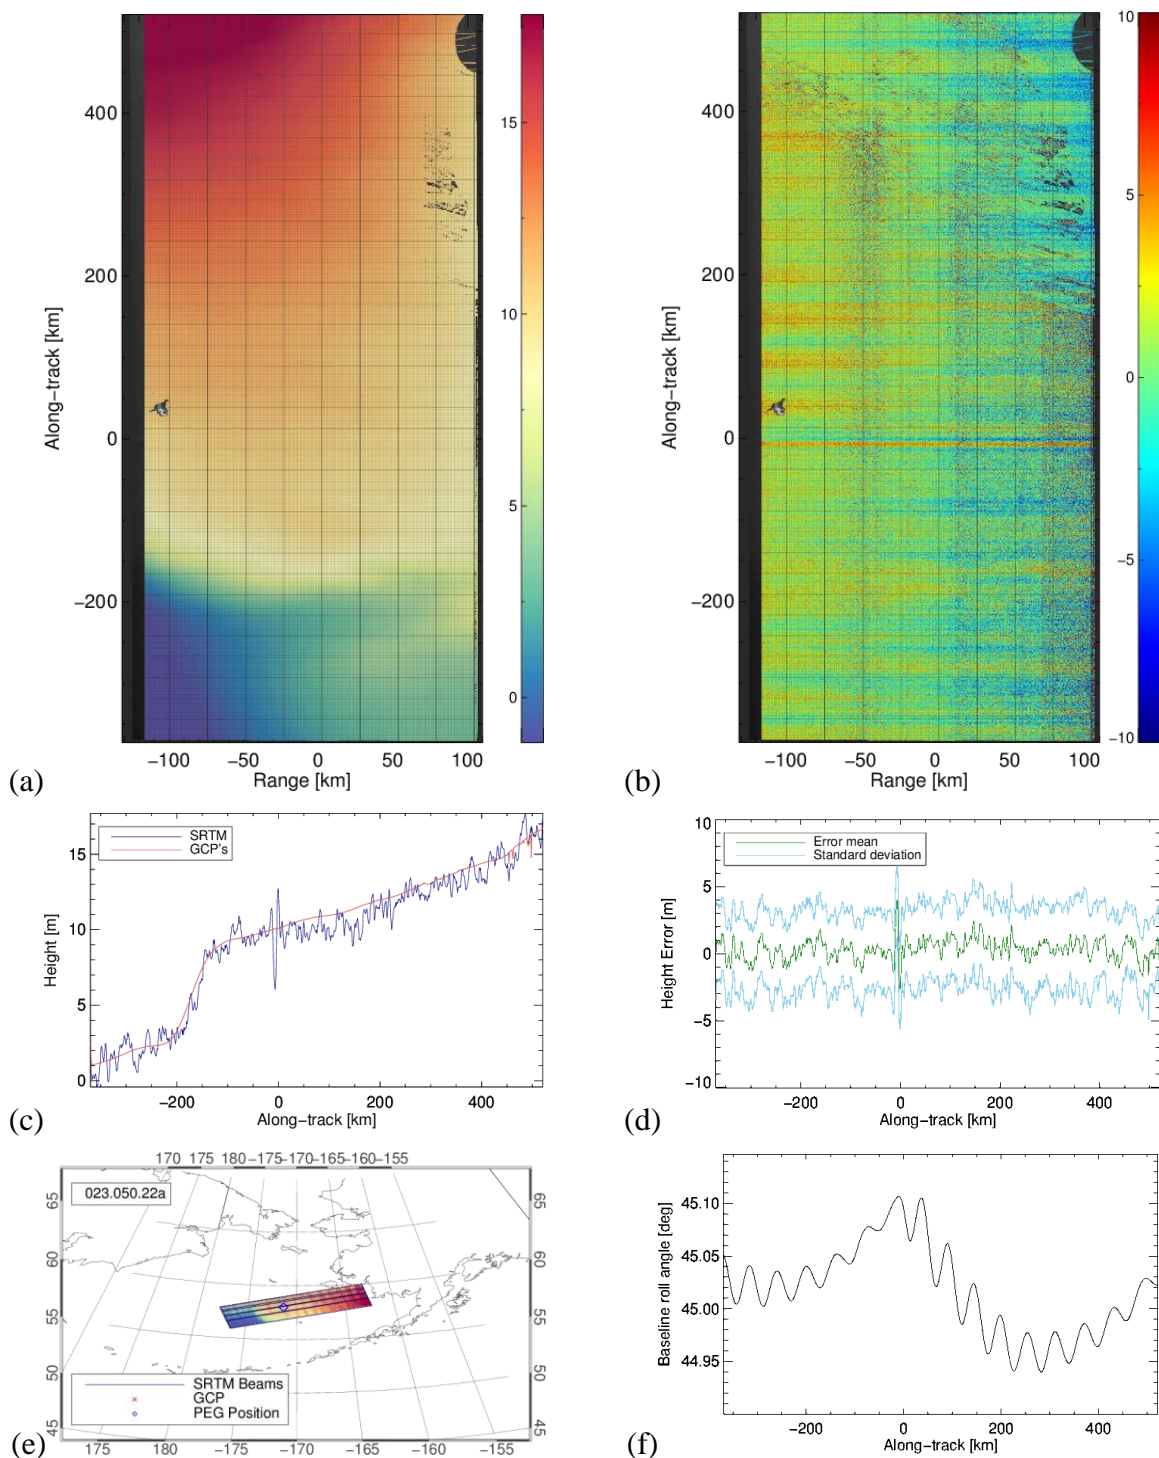 15
10
5
0
400
200
0
−200
Along−track [km]
−100 −50 0 50 100
Range [km]
(a)
10
5
0
−5
−10
400
200
0
−200
Along−track [km]
−100 −50 0 50 100
Range [km]
(b)
SRTM
GCP's
15
10
5
0
Height [m]
−200 0 200 400
Along−track [km]
(c)
Error mean
Standard deviation
10
5
0
−5
−10
Height Error [m]
−200 0 200 400
Along−track [km]
(d)
170 175 180 −175−170−165−160−155
023.050.22a
65
60
55
50
45
65
60
55
50
45
SRTM Beams
GCP
PEG Position
175 180 −175 −170 −165 −160 −155
(e)
45.10
45.05
45.00
44.95
Baseline roll angle [deg]
−200 0 200 400
Along−track [km]
(f)